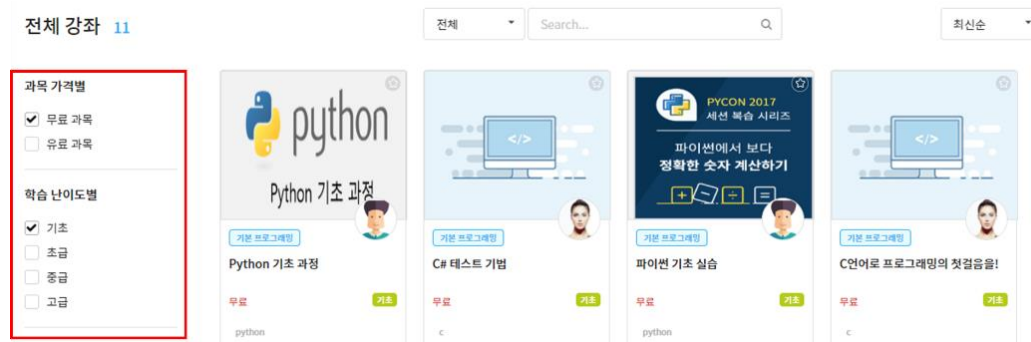 전체 강좌 11
전체
Search...
최신순
과목 가격별
무료 과목
유료 과목
학습 난이도별
기초
초급
중급
고급
python
Python 기초 과정
기본 프로그래밍
Python 기초 과정
무료
기초
python
</>
기본 프로그래밍
C# 테스트 기법
무료
기초
c
PYCON 2017
세션 복습 시리즈
파이썬에서 보다
정확한 숫자 계산하기
기본 프로그래밍
파이썬 기초 실습
무료
기초
python
</>
기본 프로그래밍
C언어로 프로그래밍의 첫걸음을!
무료
기초
c